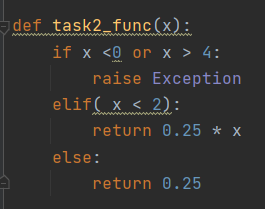 def task2_func(x):
    if x <0 or x > 4:
        raise Exception
    elif( x < 2):
        return 0.25 * x
    else:
        return 0.25